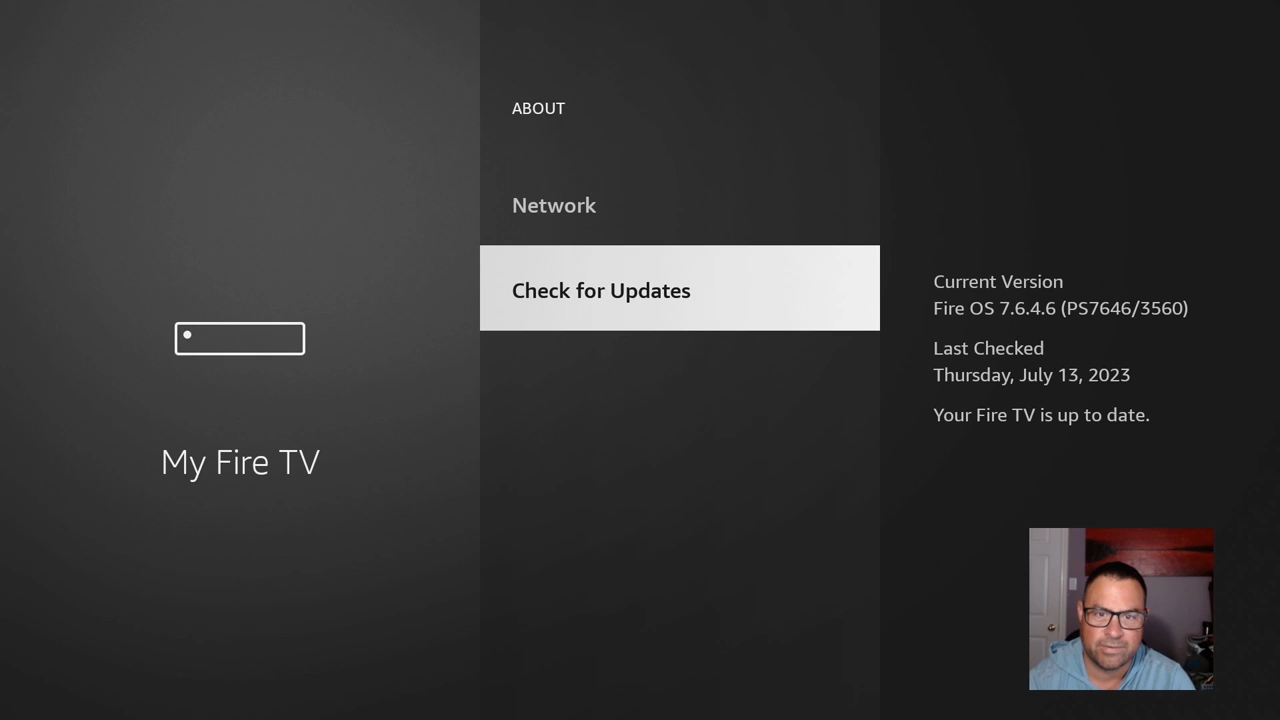 My Fire TV
ABOUT
Network
Check for Updates
Current Version
Fire OS 7.6.4.6 (PS7646/3560)
Last Checked
Thursday, July 13, 2023
Your Fire TV is up to date.